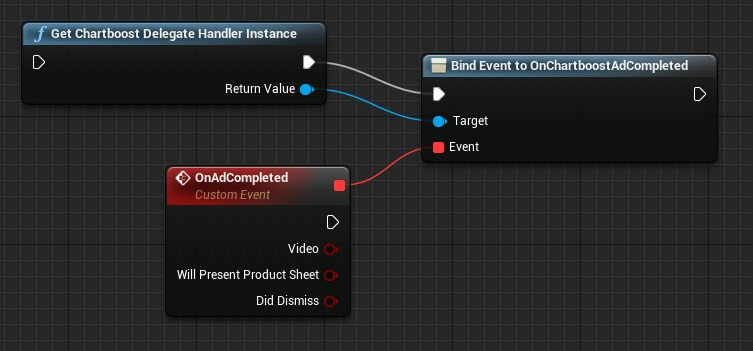 Get Chartboost Delegate Handler Instance
Return Value
Bind Event to OnChartboostAdCompleted
Target
Event
OnAdCompleted
Custom Event
Video
Will Present Product Sheet
Did Dismiss